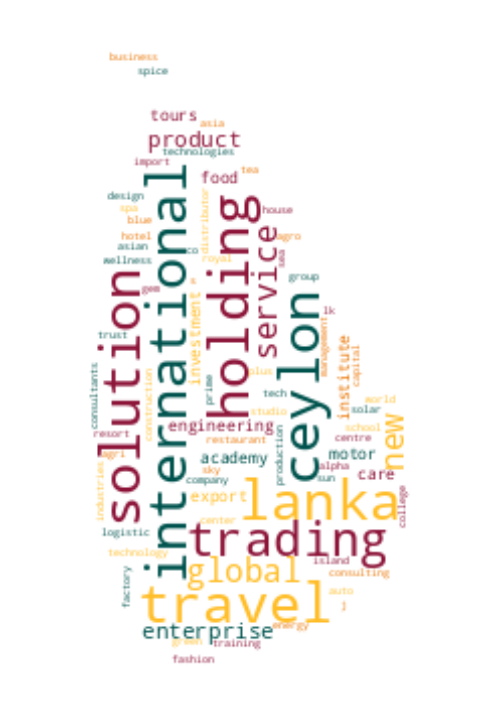 business
spice
tours
asia
product
technologies
import
tea
food
design
distributor
spa
house
blue
hotel
agro
asian
co
royal
wellness
sea
international
holding
service
solution
gem
group
ceylon
investment
lk
trust
management
institute
capital
consultants
construction
prime
plus
tech
world
studio
solar
resort
engineering
school
new
restaurant
centre
agri
academy
production
motor
sky
alpha
industries
company
sun
care
export
lanka
college
center
logistic
trading
technology
island
global
consulting
factory
travel
auto
j
enterprise
energy
green
training
fashion